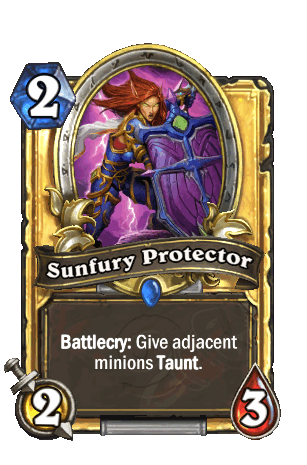 2
Sunfury Protector
Battlecry: Give adjacent
minions Taunt.
2
3